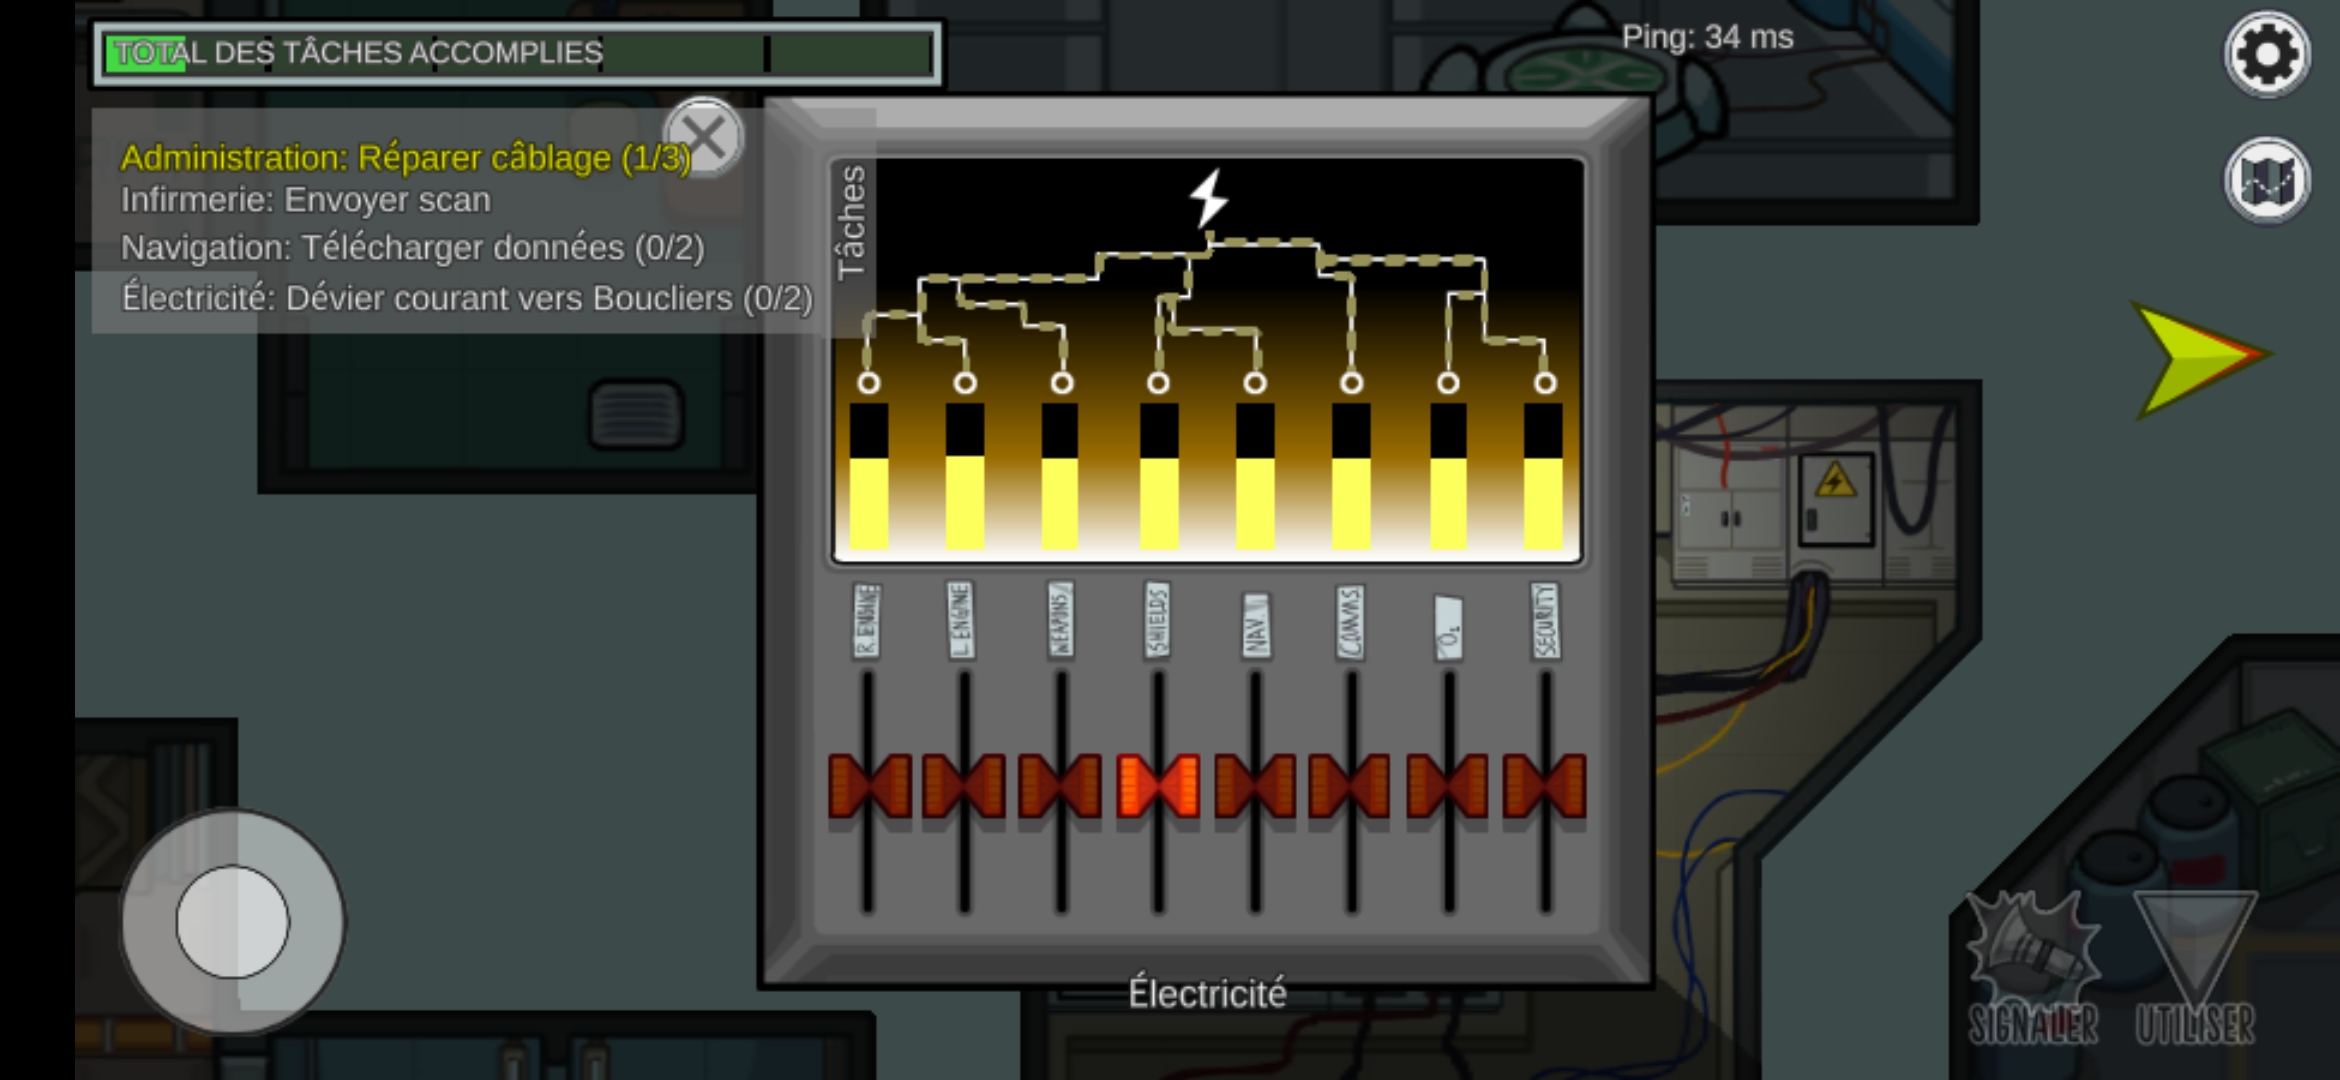 TOTAL DES TÂCHES ACCOMPLIES
Ping: 34 ms
Administration: Réparer câblage (1/3)
Infirmerie: Envoyer scan
Navigation: Télécharger données (0/2)
Électricité: Dévier courant vers Boucliers (0/2)
Tâches
R.ENGINE
L.ENGINE
WEAPONS
SHIELDS
NAV.
COMMS
O₂
SECURITY
Électricité
SIGNALER
UTILISER